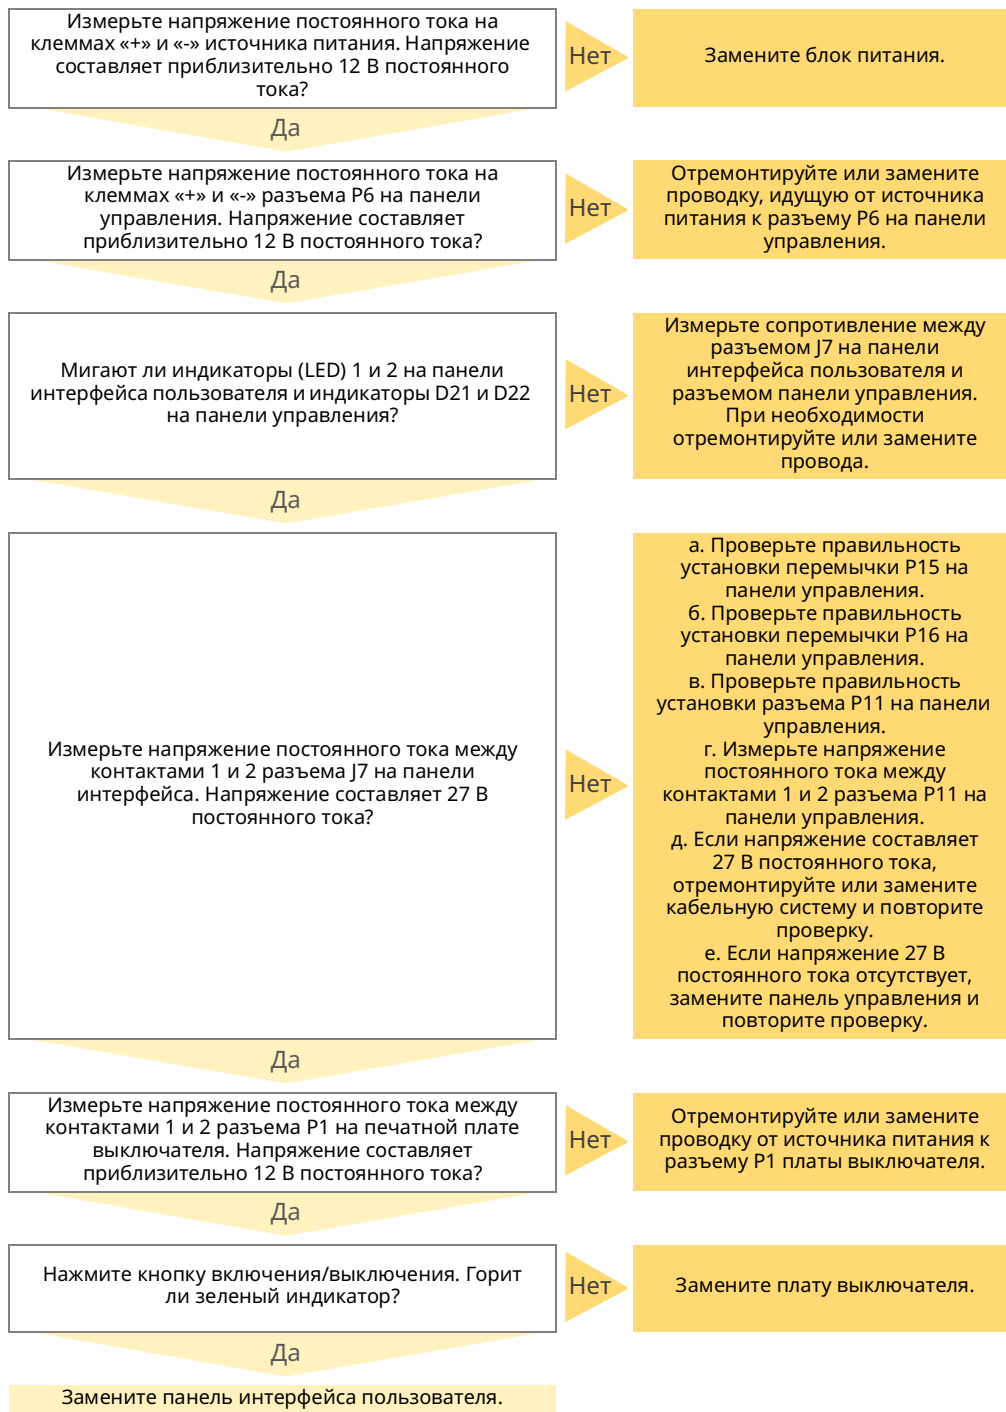 Измерьте напряжение постоянного тока на
клеммах «+» и «-» источника питания. Напряжение
составляет приблизительно 12 В постоянного
тока?
Нет
Замените блок питания.
Да
Измерьте напряжение постоянного тока на
клеммах «+» и «-» разъема P6 на панели
управления. Напряжение составляет
приблизительно 12 В постоянного тока?
Нет
Отремонтируйте или замените
проводку, идущую от источника
питания к разъему P6 на панели
управления.
Да
Мигают ли индикаторы (LED) 1 и 2 на панели
интерфейса пользователя и индикаторы D21 и D22
на панели управления?
Нет
Измерьте сопротивление между
разъемом J7 на панели
интерфейса пользователя и
разъемом панели управления.
При необходимости
отремонтируйте или замените
провода.
Да
Измерьте напряжение постоянного тока между
контактами 1 и 2 разъема J7 на панели
интерфейса. Напряжение составляет 27 В
постоянного тока?
Нет
а. Проверьте правильность
установки перемычки P15 на
панели управления.
б. Проверьте правильность
установки перемычки P16 на
панели управления.
в. Проверьте правильность
установки разъема P11 на панели
управления.
г. Измерьте напряжение
постоянного тока между
контактами 1 и 2 разъема P11 на
панели управления.
д. Если напряжение составляет
27 В постоянного тока,
отремонтируйте или замените
кабельную систему и повторите
проверку.
е. Если напряжение 27 В
постоянного тока отсутствует,
замените панель управления и
повторите проверку.
Да
Измерьте напряжение постоянного тока между
контактами 1 и 2 разъема P1 на печатной плате
выключателя. Напряжение составляет
приблизительно 12 В постоянного тока?
Нет
Отремонтируйте или замените
проводку от источника питания к
разъему P1 платы выключателя.
Да
Нажмите кнопку включения/выключения. Горит
ли зеленый индикатор?
Нет
Замените плату выключателя.
Да
Замените панель интерфейса пользователя.